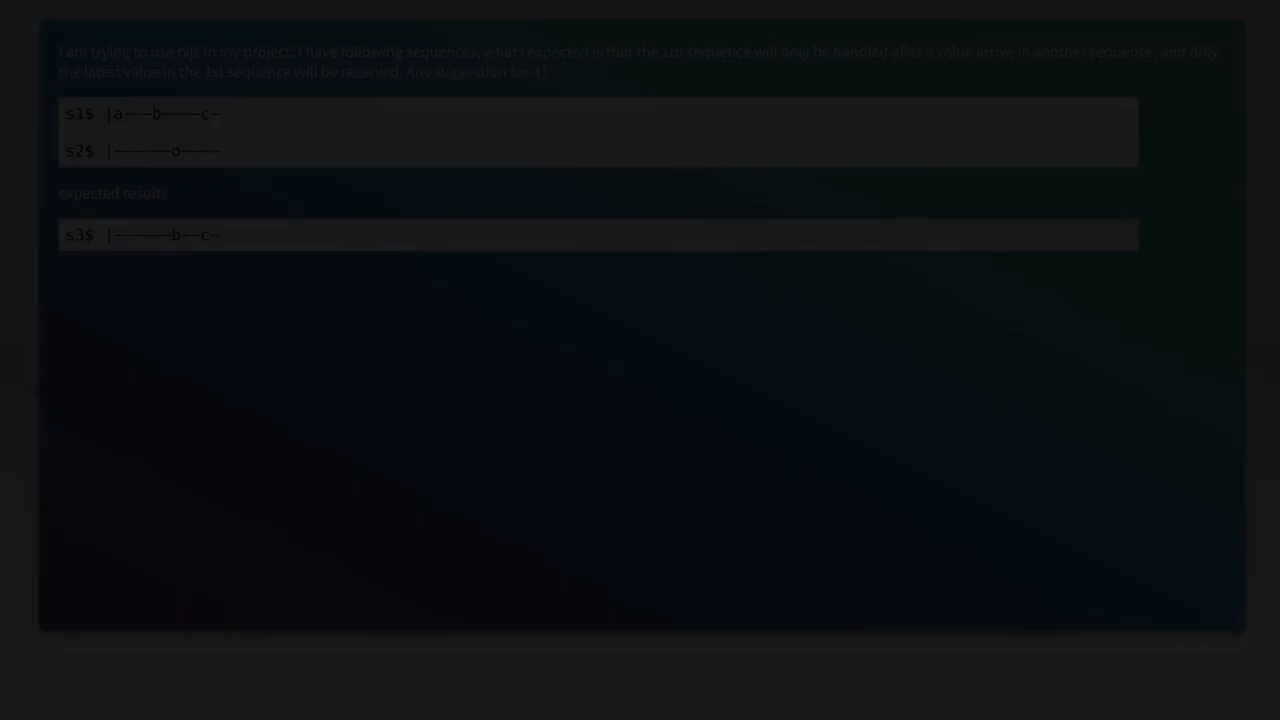 I am trying to use rxjs in my project. I have following sequences, what I expected is that the 1rd sequence will only be handled after a value arrive in another sequence, and only
the latest value in the 1st sequence will be reserved. Any suggestion for it?
s1$ |a———b————c—
s2$ |——————o————
expected result:
s3$ |——————b——c—